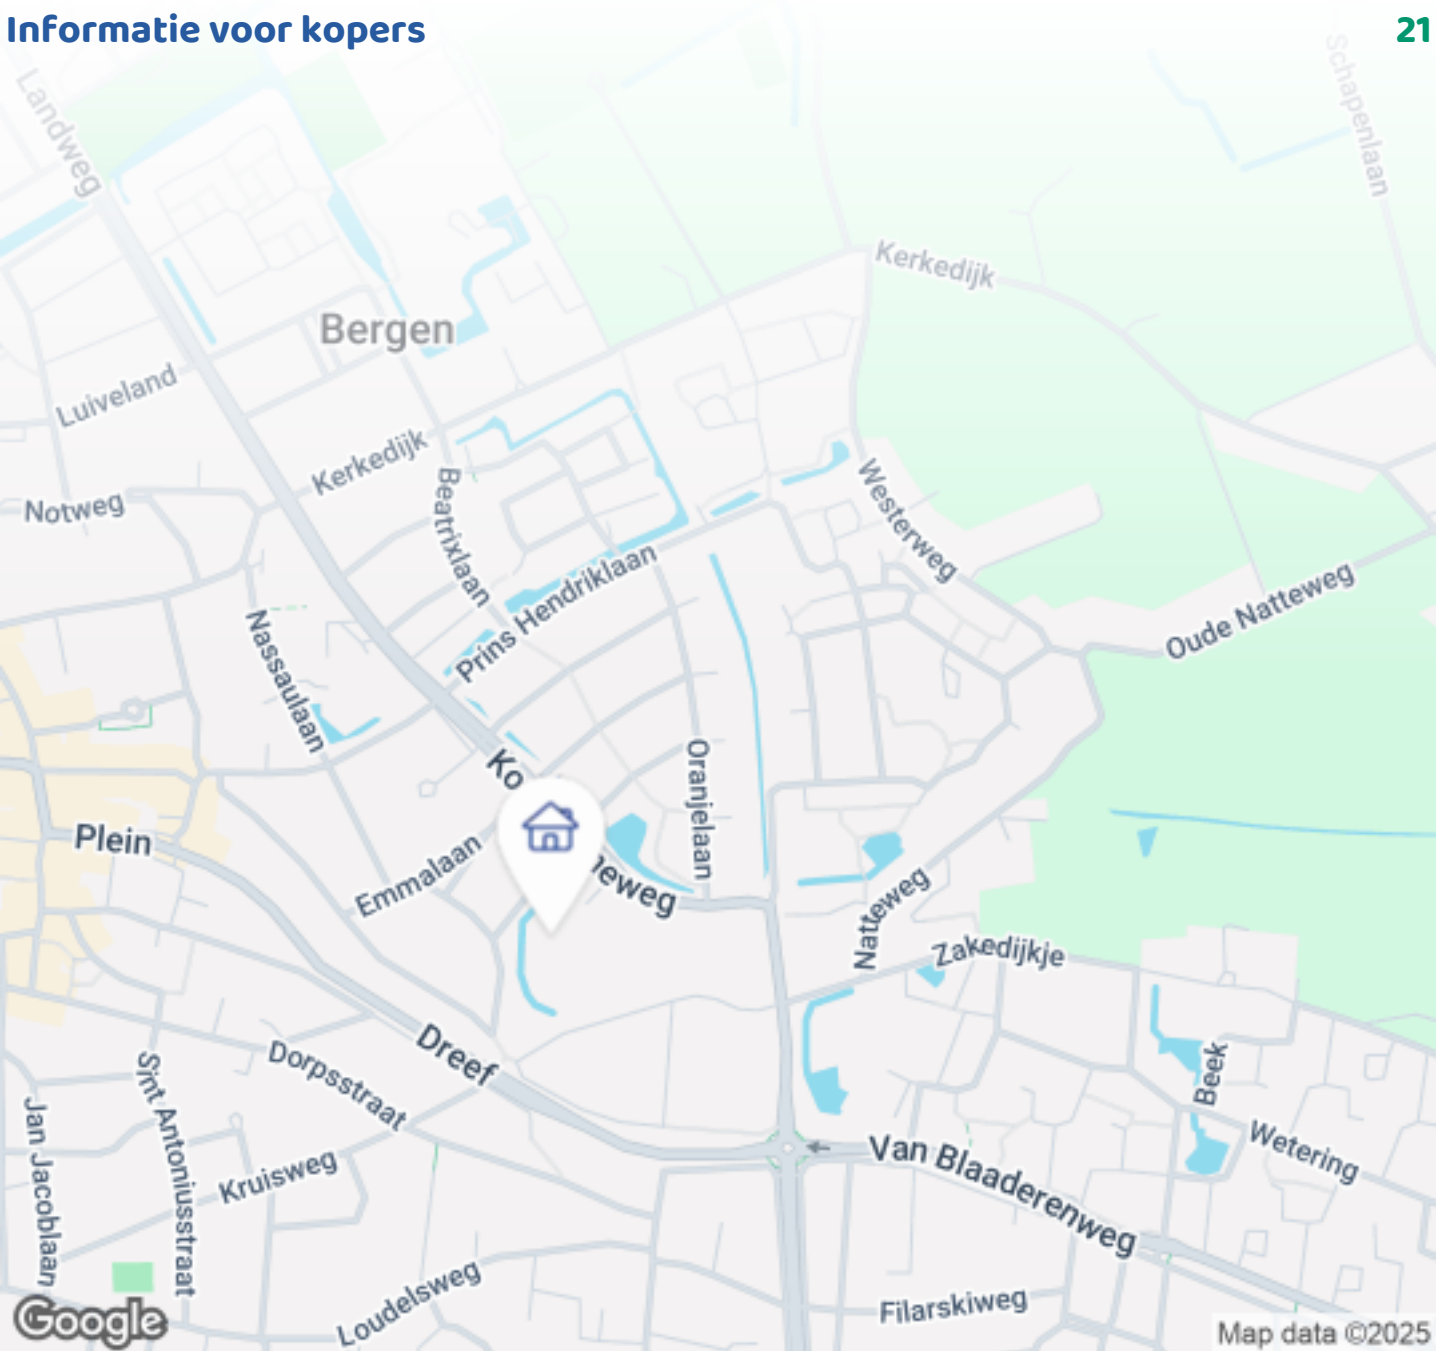 Informatie voor kopers
21
Landweg
Schapenlaan
Kerkedijk
Bergen
Luiveland
Kerkedijk
Beatrixlaan
Westerweg
Notweg
Prins Hendriklaan
Oude Natteweg
Nassaulaan
Oranjelaan
Ko
neweg
Plein
Emmalaan
Natteweg
Zakedijkje
Dreef
Dorpsstraat
Sint Antoniusstraat
Beek
Jan Jacoblaan
Kruisweg
Van Blaaderenweg
Wetering
Loudelsweg
Filarskiweg
Google
Map data ©2025